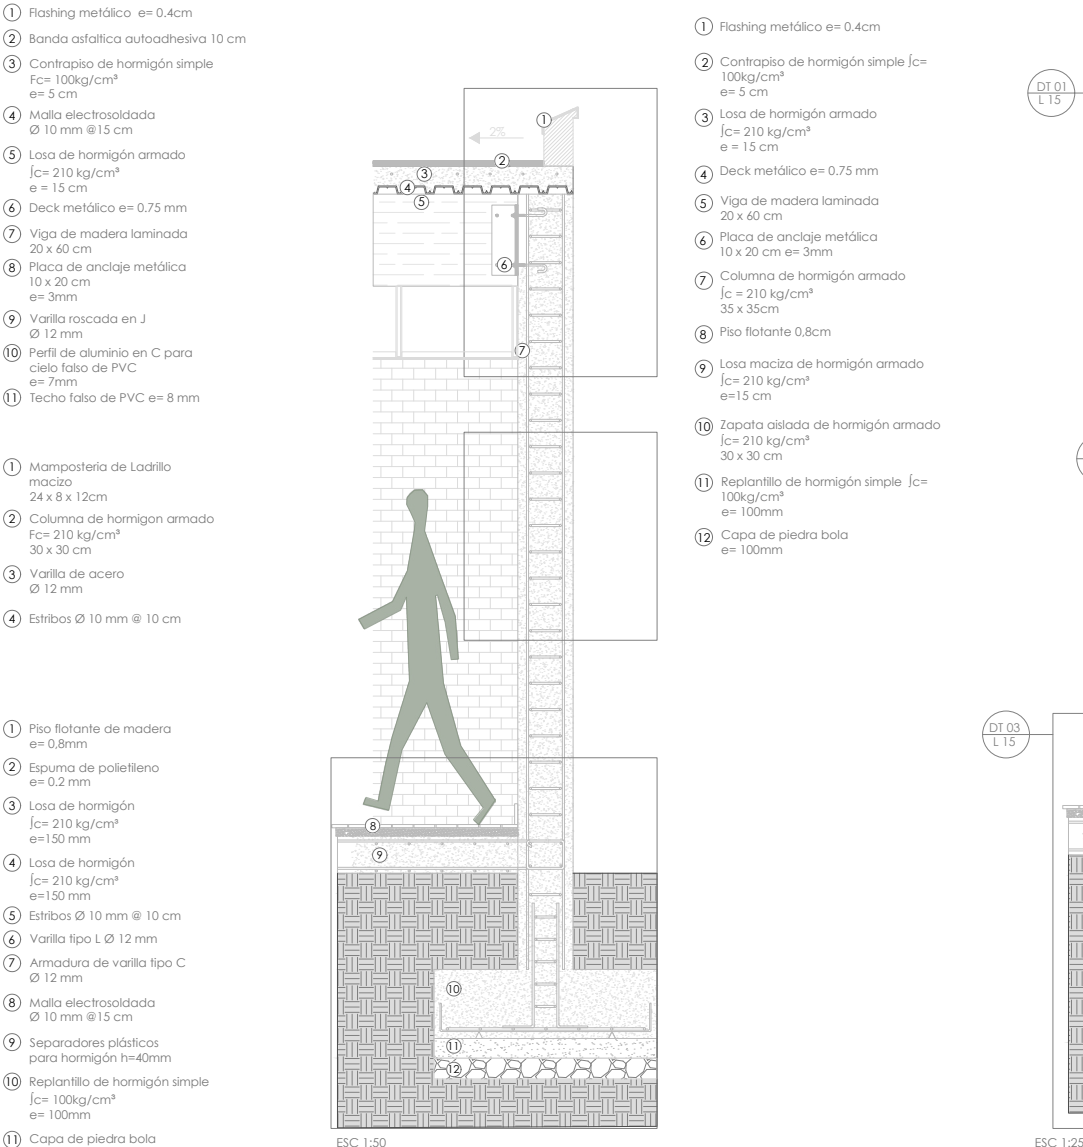 1 Flashing metálico e= 0.4cm
2 Banda asfaltica autoadhesiva 10 cm
3 Contrapiso de hormigón simple
Fc= 100kg/cm³
e= 5 cm
4 Malla electrosoldada
Ø 10 mm @15 cm
5 Losa de hormigón armado
ʃc= 210 kg/cm³
e = 15 cm
6 Deck metálico e= 0.75 mm
7 Viga de madera laminada
20 x 60 cm
8 Placa de anclaje metálica
10 x 20 cm
e= 3mm
9 Varilla roscada en J
Ø 12 mm
10 Perfil de aluminio en C para
cielo falso de PVC
e= 7mm
11 Techo falso de PVC e= 8 mm
1 Mamposteria de Ladrillo
macizo
24 x 8 x 12cm
2 Columna de hormigon armado
Fc= 210 kg/cm³
30 x 30 cm
3 Varilla de acero
Ø 12 mm
4 Estribos Ø 10 mm @ 10 cm
1 Piso flotante de madera
e= 0,8mm
2 Espuma de polietileno
e= 0.2 mm
3 Losa de hormigón
ʃc= 210 kg/cm³
e=150 mm
4 Losa de hormigón
ʃc= 210 kg/cm³
e=150 mm
5 Estribos Ø 10 mm @ 10 cm
6 Varilla tipo L Ø 12 mm
7 Armadura de varilla tipo C
Ø 12 mm
8 Malla electrosoldada
Ø 10 mm @15 cm
9 Separadores plásticos
para hormigón h=40mm
10 Replantillo de hormigón simple
ʃc= 100kg/cm³
e= 100mm
11 Capa de piedra bola
1
2%
2
3
4
5
6
7
8
9
10
11
12
ESC 1:50
1 Flashing metálico e= 0.4cm
2 Contrapiso de hormigón simple ʃc=
100kg/cm³
e= 5 cm
3 Losa de hormigón armado
ʃc= 210 kg/cm³
e = 15 cm
4 Deck metálico e= 0.75 mm
5 Viga de madera laminada
20 x 60 cm
6 Placa de anclaje metálica
10 x 20 cm e= 3mm
7 Columna de hormigón armado
ʃc = 210 kg/cm³
35 x 35cm
8 Piso flotante 0,8cm
9 Losa maciza de hormigón armado
ʃc= 210 kg/cm³
e=15 cm
10 Zapata aislada de hormigón armado
ʃc= 210 kg/cm³
30 x 30 cm
11 Replantillo de hormigón simple ʃc=
100kg/cm³
e= 100mm
12 Capa de piedra bola
e= 100mm
DT 01
L 15
DT 03
L 15
ESC 1:25